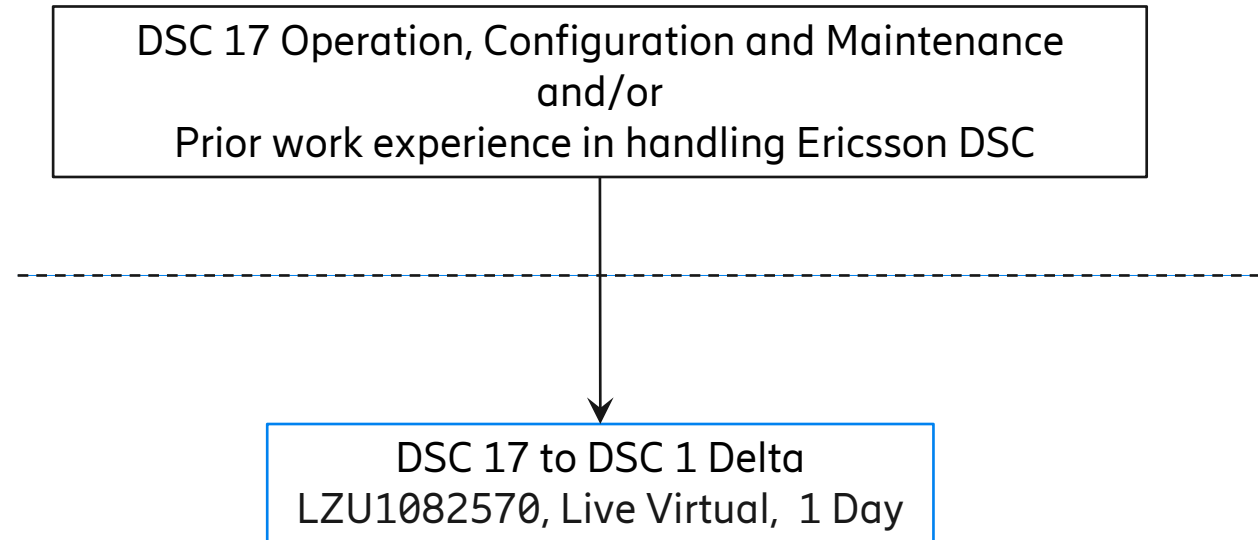 DSC 17 Operation, Configuration and Maintenance
and/or
Prior work experience in handling Ericsson DSC
DSC 17 to DSC 1 Delta
LZU1082570, Live Virtual, 1 Day